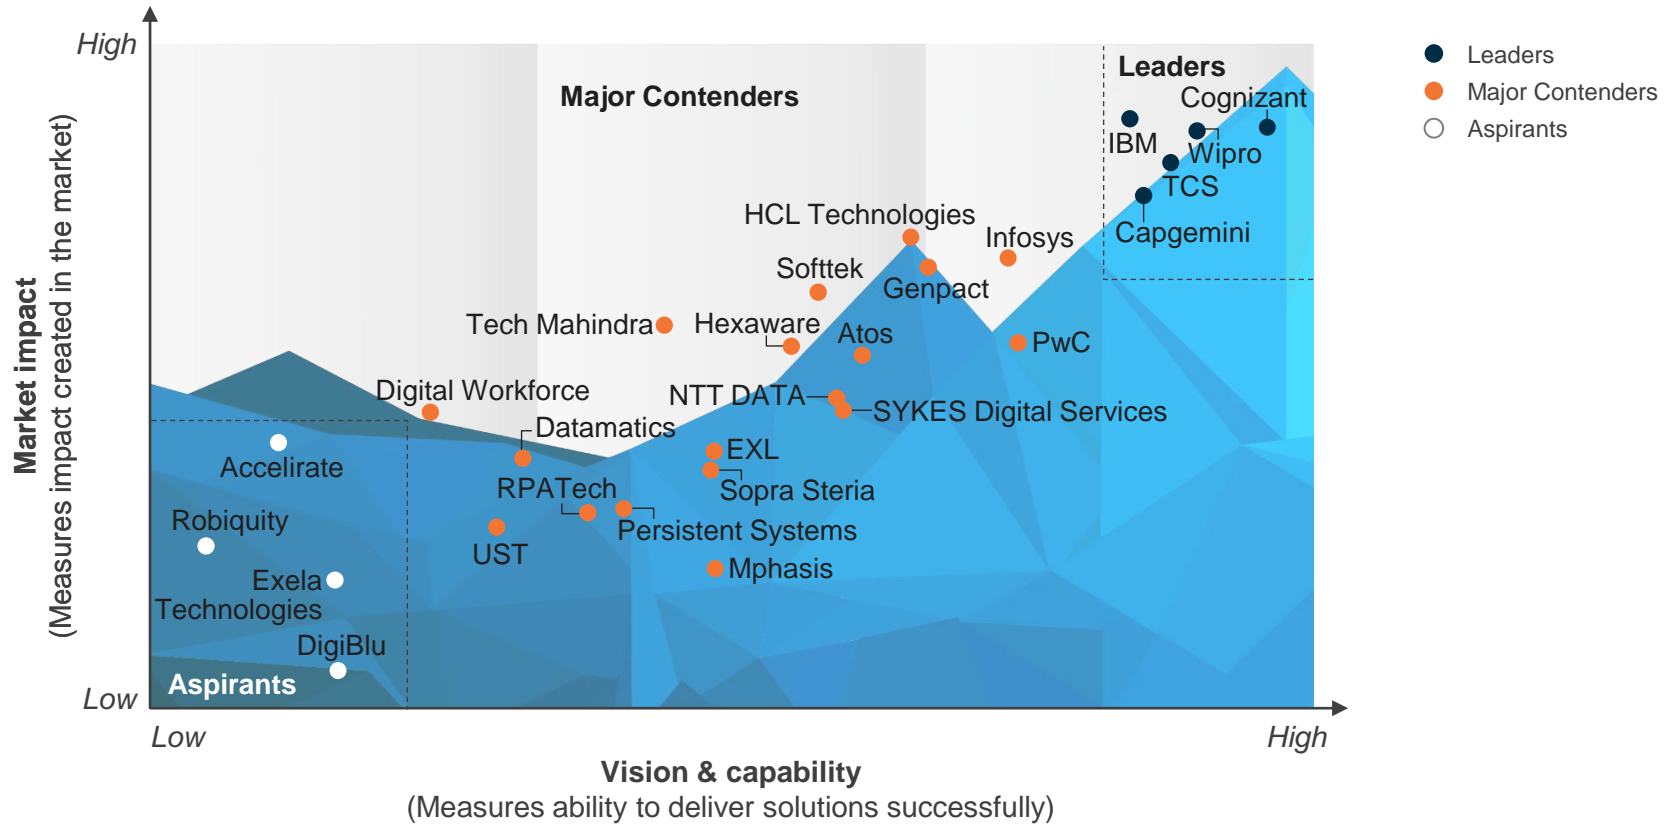 High
Leaders
Major Contenders
Aspirants
Leaders
Major Contenders
Cognizant
IBM
Wipro
TCS
Capgemini
HCL Technologies
Infosys
Softtek
Genpact
Tech Mahindra
Hexaware
Atos
PwC
Digital Workforce
NTT DATA
SYKES Digital Services
Datamatics
EXL
Accelirate
RPATech
Sopra Steria
Robiquity
Persistent Systems
UST
Mphasis
Exela
Technologies
DigiBlu
Aspirants
Market impact
(Measures impact created in the market)
Low
Low
High
Vision & capability
(Measures ability to deliver solutions successfully)